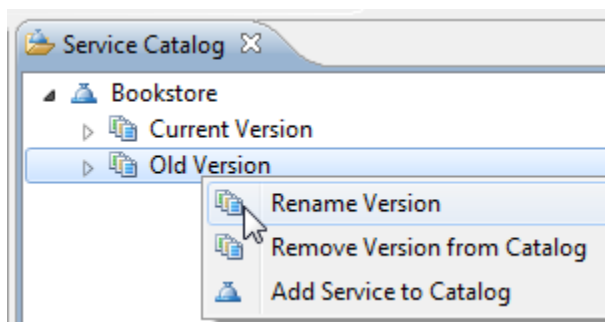 Service Catalog
Bookstore
Current Version
Old Version
Rename Version
Remove Version from Catalog
Add Service to Catalog